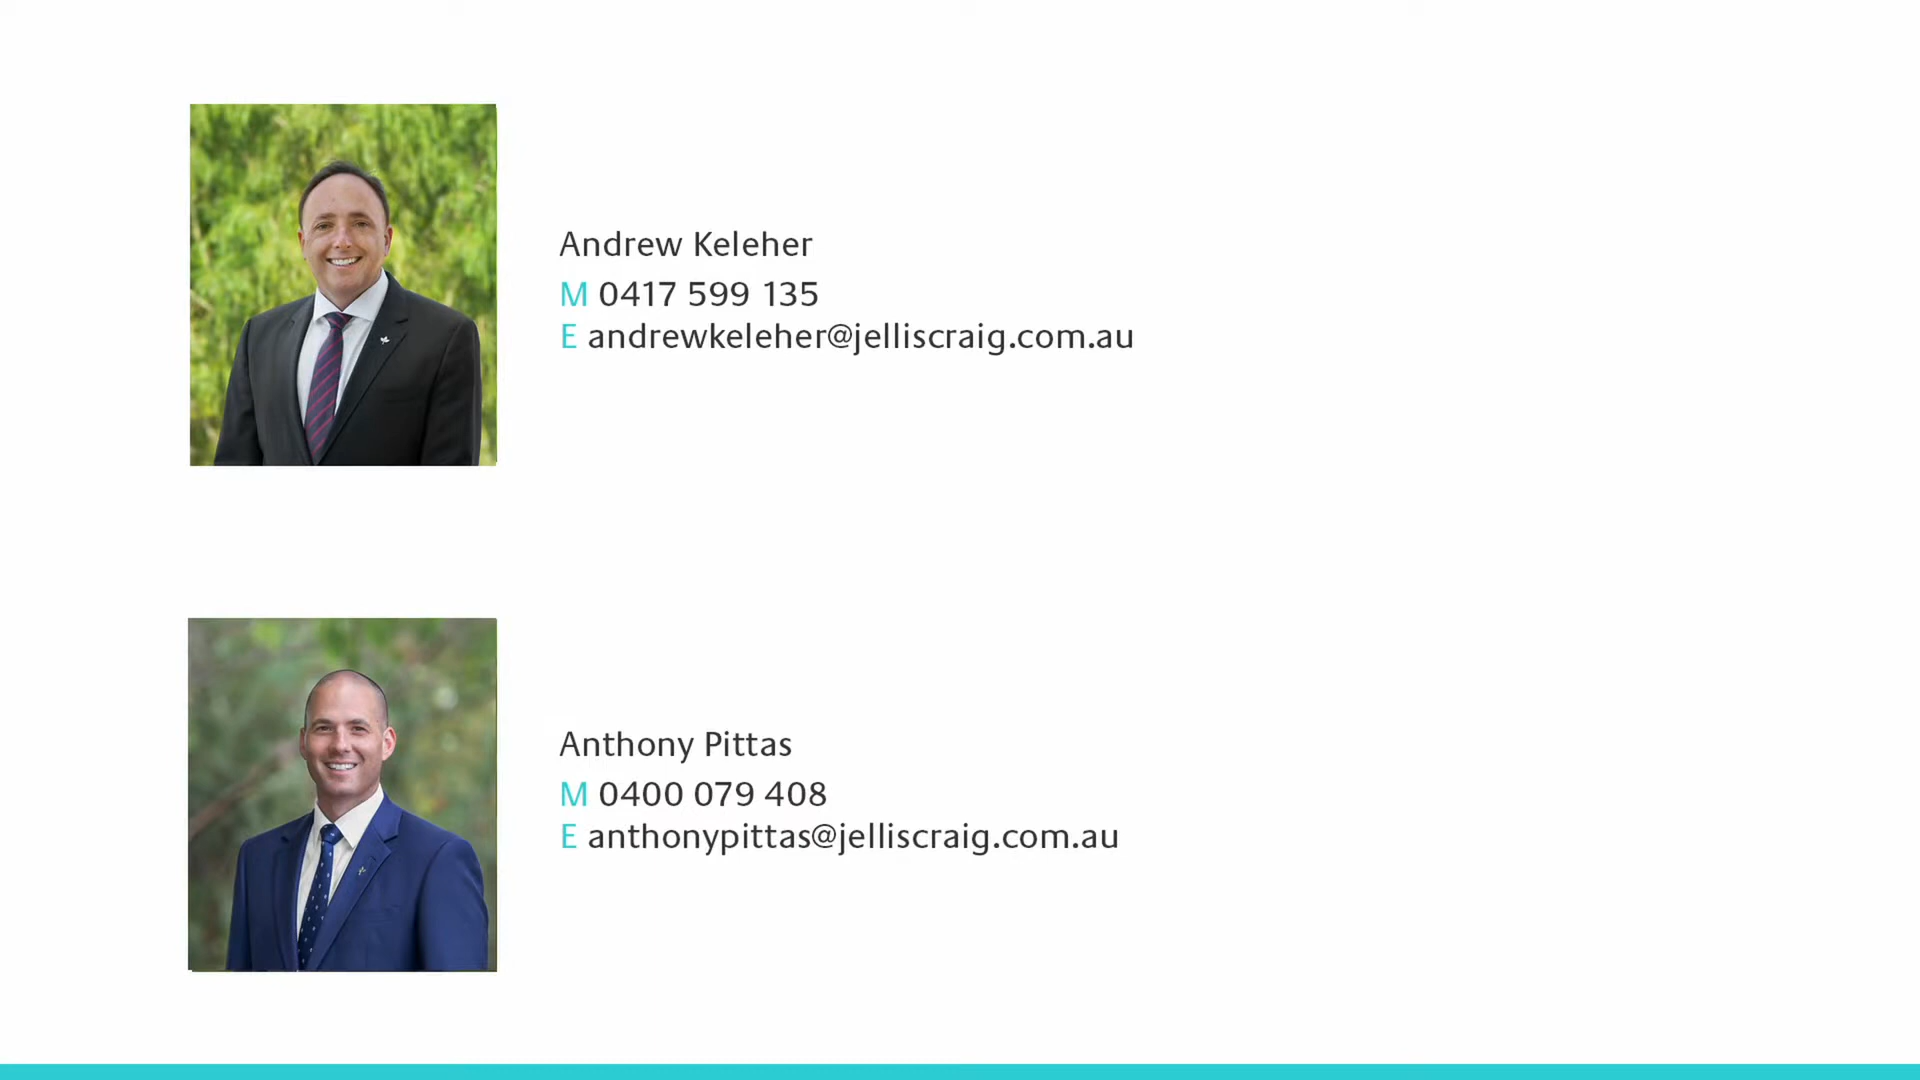 Andrew Keleher
M 0417 599 135
E andrewkeleher@jelliscraig.com.au
Anthony Pittas
M 0400 079 408
E anthonypittas@jelliscraig.com.au